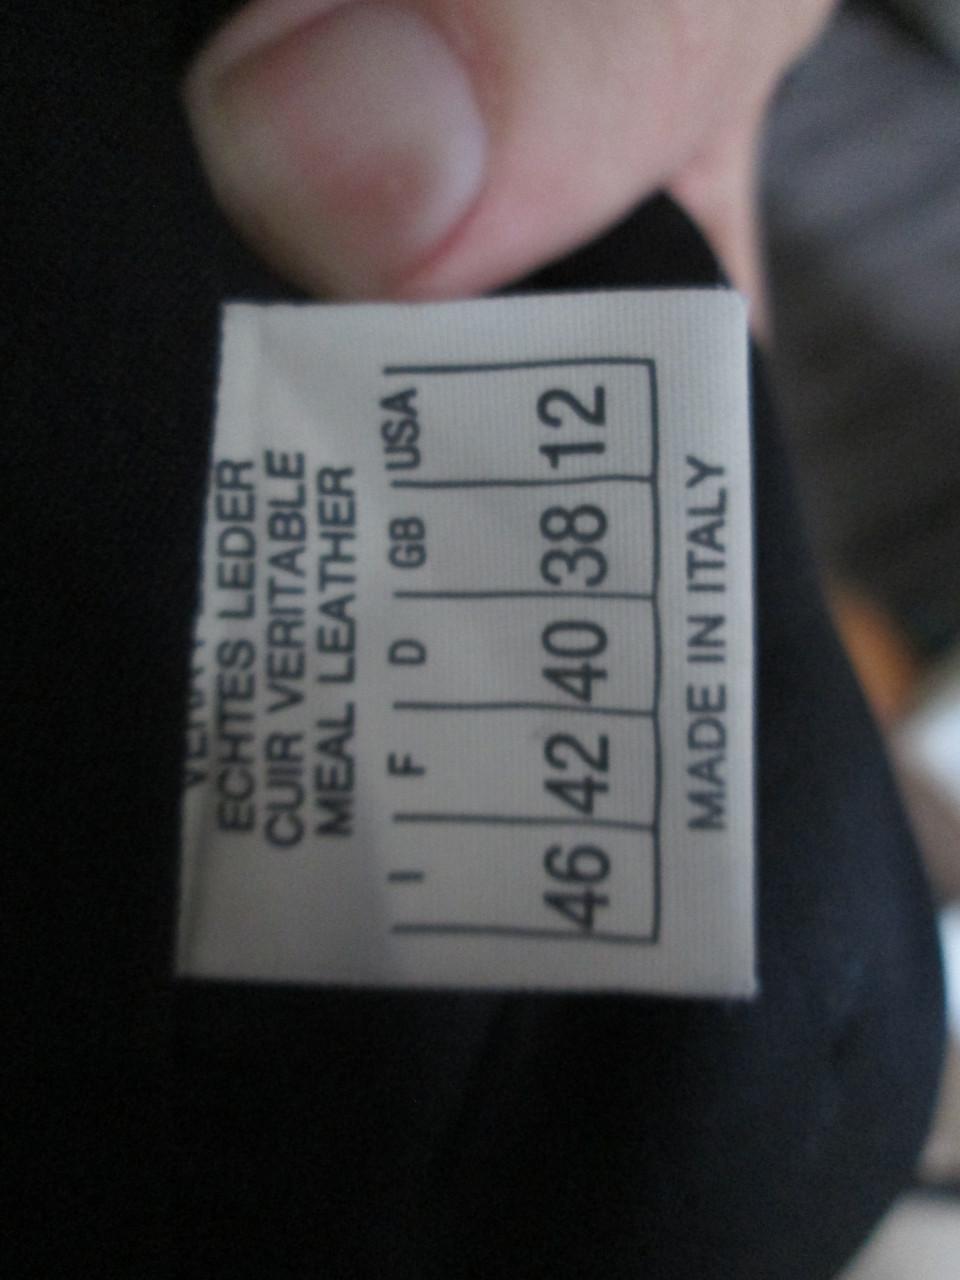 ECHTES LEDER
CUIR VERITABLE
MEAL LEATHER
I F D GB USA
46 42 40 38 12
MADE IN ITALY